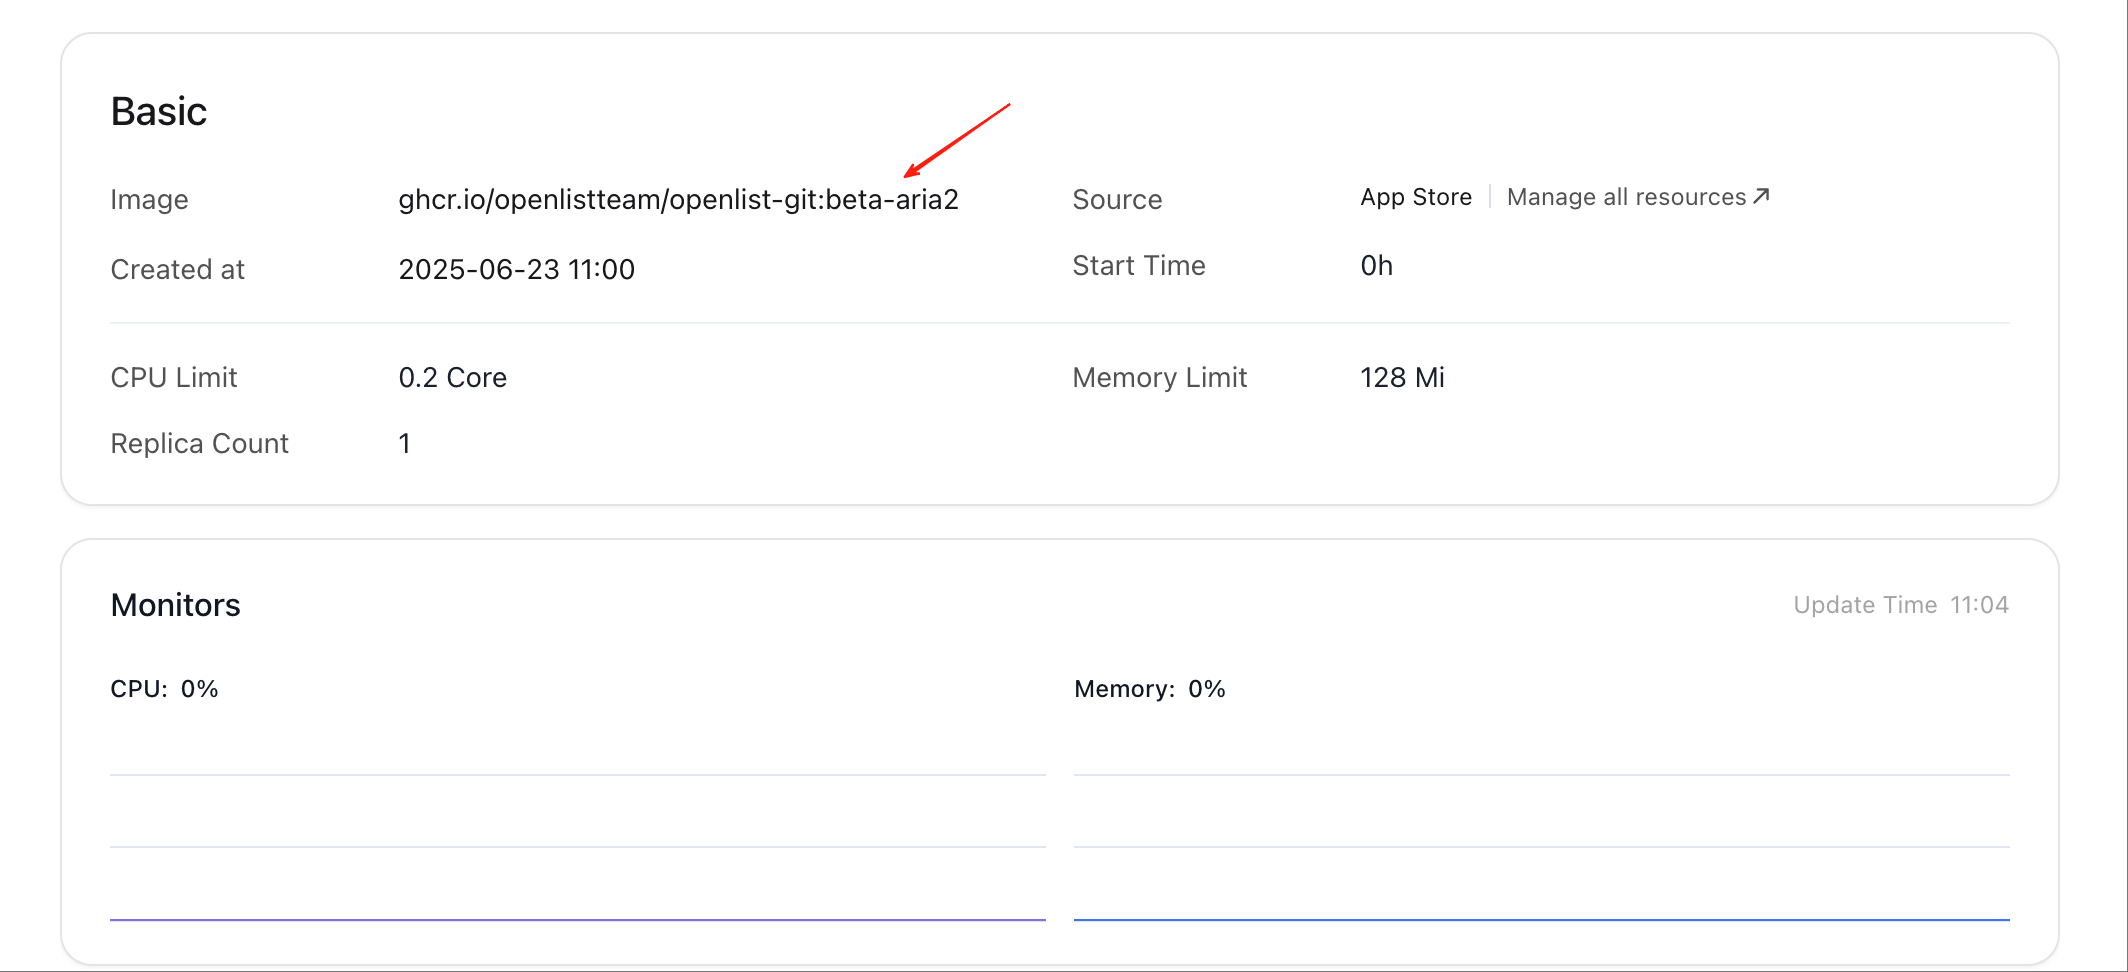 Basic
Image ghcr.io/openlistteam/openlist-git:beta-aria2 Source App Store Manage all resources
Created at 2025-06-23 11:00 Start Time 0h
CPU Limit 0.2 Core Memory Limit 128 Mi
Replica Count 1
Monitors Update Time 11:04
CPU: 0% Memory: 0%